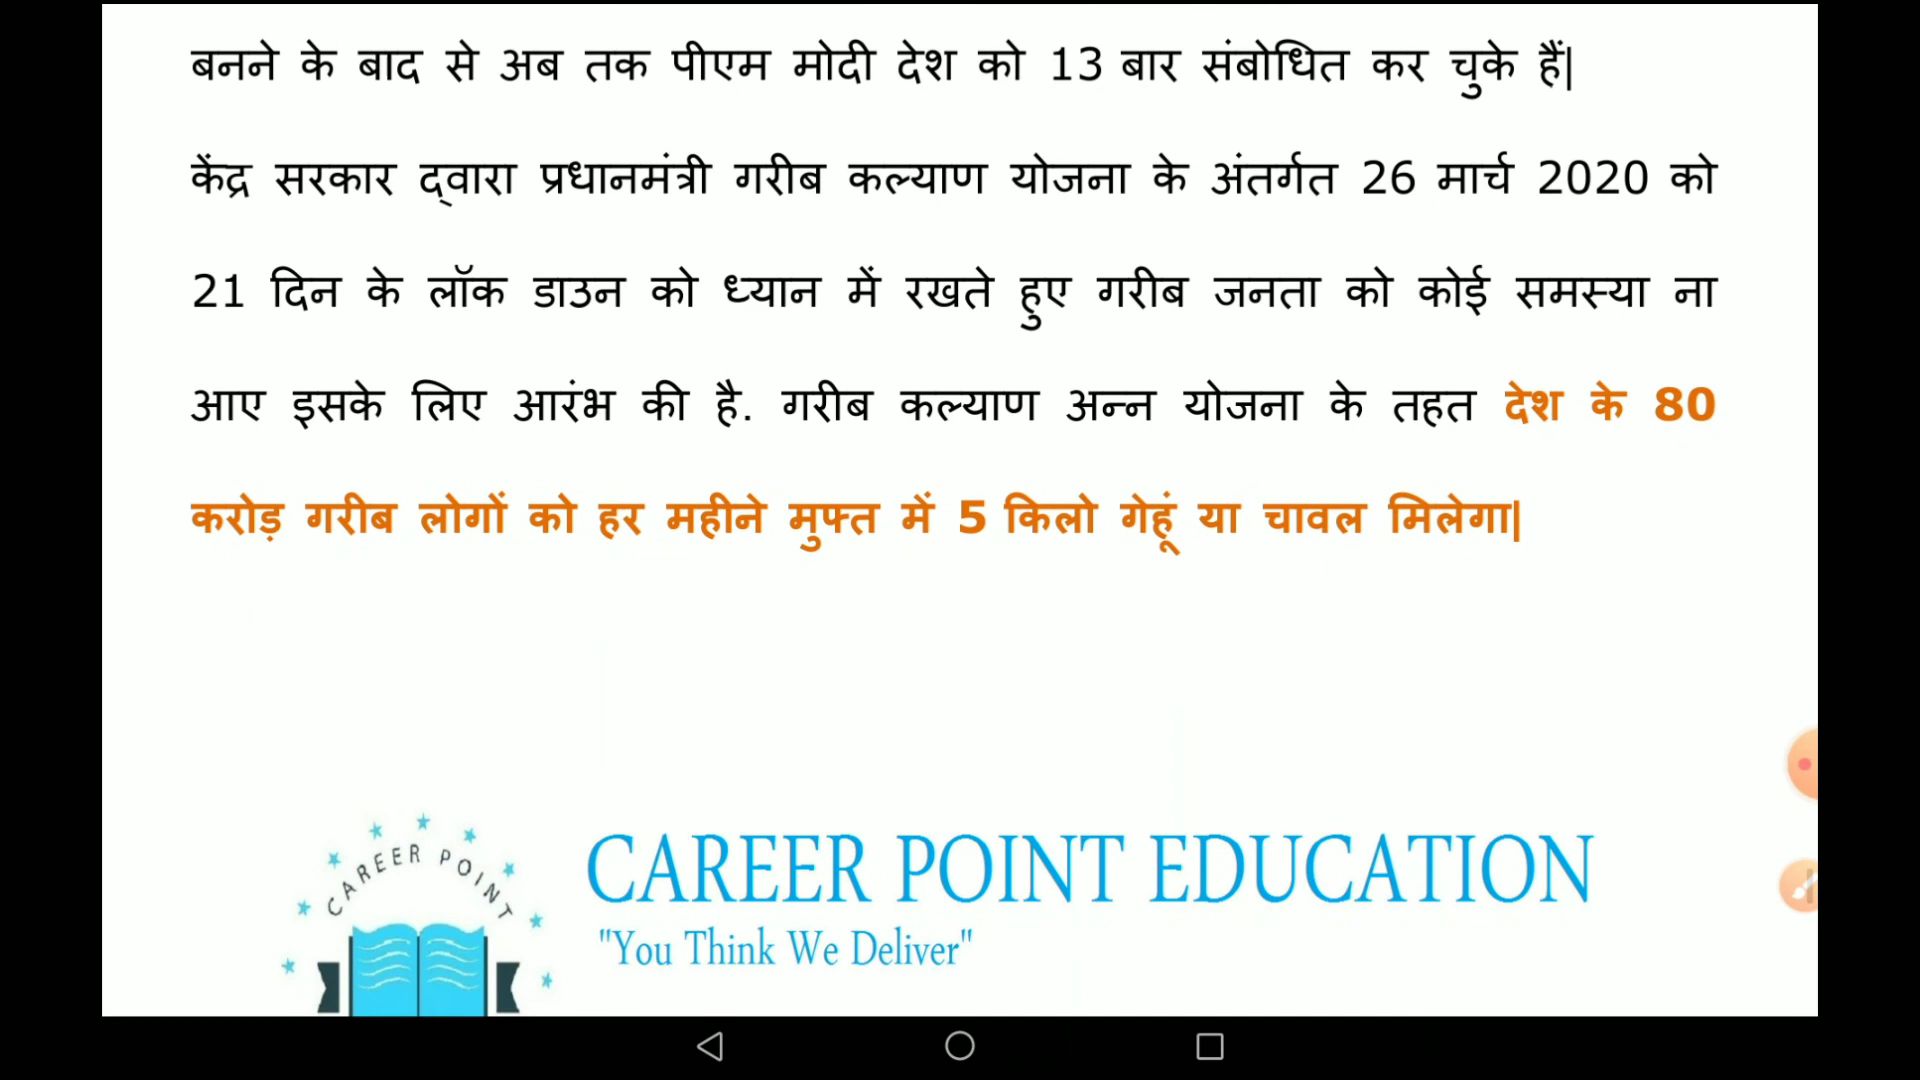 बनने के बाद से अब तक पीएम मोदी देश को 13 बार संबोधित कर चुके हैं|
केंद्र सरकार द्वारा प्रधानमंत्री गरीब कल्याण योजना के अंतर्गत 26 मार्च 2020 को
21 दिन के लॉक डाउन को ध्यान में रखते हुए गरीब जनता को कोई समस्या ना
आए इसके लिए आरंभ की है. गरीब कल्याण अन्न योजना के तहत देश के 80
करोड़ गरीब लोगों को हर महीने मुफ्त में 5 किलो गेहूं या चावल मिलेगा|
CAREER POINT
CAREER POINT EDUCATION
"You Think We Deliver"